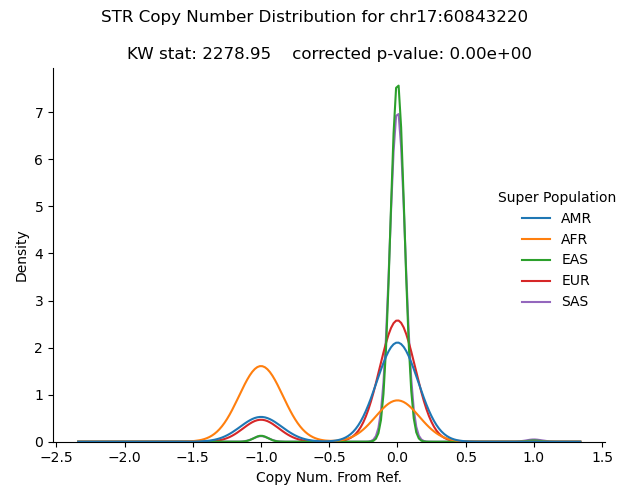 STR Copy Number Distribution for chr17:60843220
KW stat: 2278.95    corrected p-value: 0.00e+00
Density
7
6
5
4
3
2
1
0
−2.5 −2.0 −1.5 −1.0 −0.5 0.0 0.5 1.0 1.5
Copy Num. From Ref.
Super Population
AMR
AFR
EAS
EUR
SAS